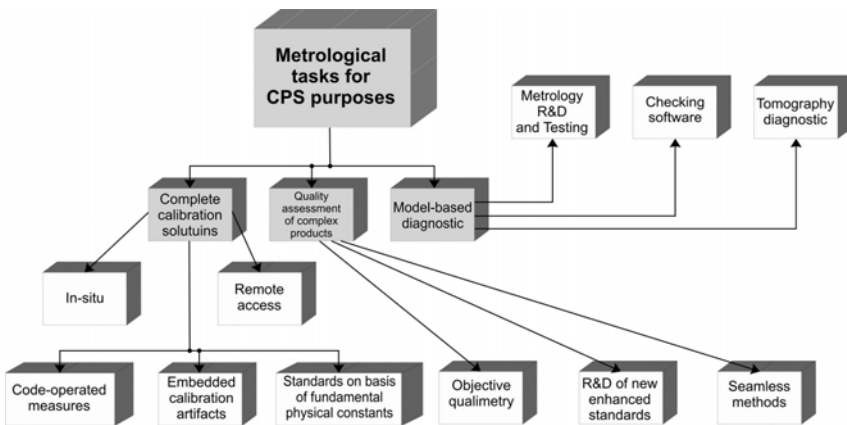 Metrological
tasks for
CPS purposes
Metrology
R&D
and Testing
Checking
software
Tomography
diagnostic
Complete
calibration
solutuins
Quality
assessment
of complex
products
Model-based
diagnostic
In-situ
Remote
access
Code-operated
measures
Embedded
calibration
artifacts
Standards on basis
of fundamental
physical constants
Objective
qualimetry
R&D of new
enhanced
standards
Seamless
methods